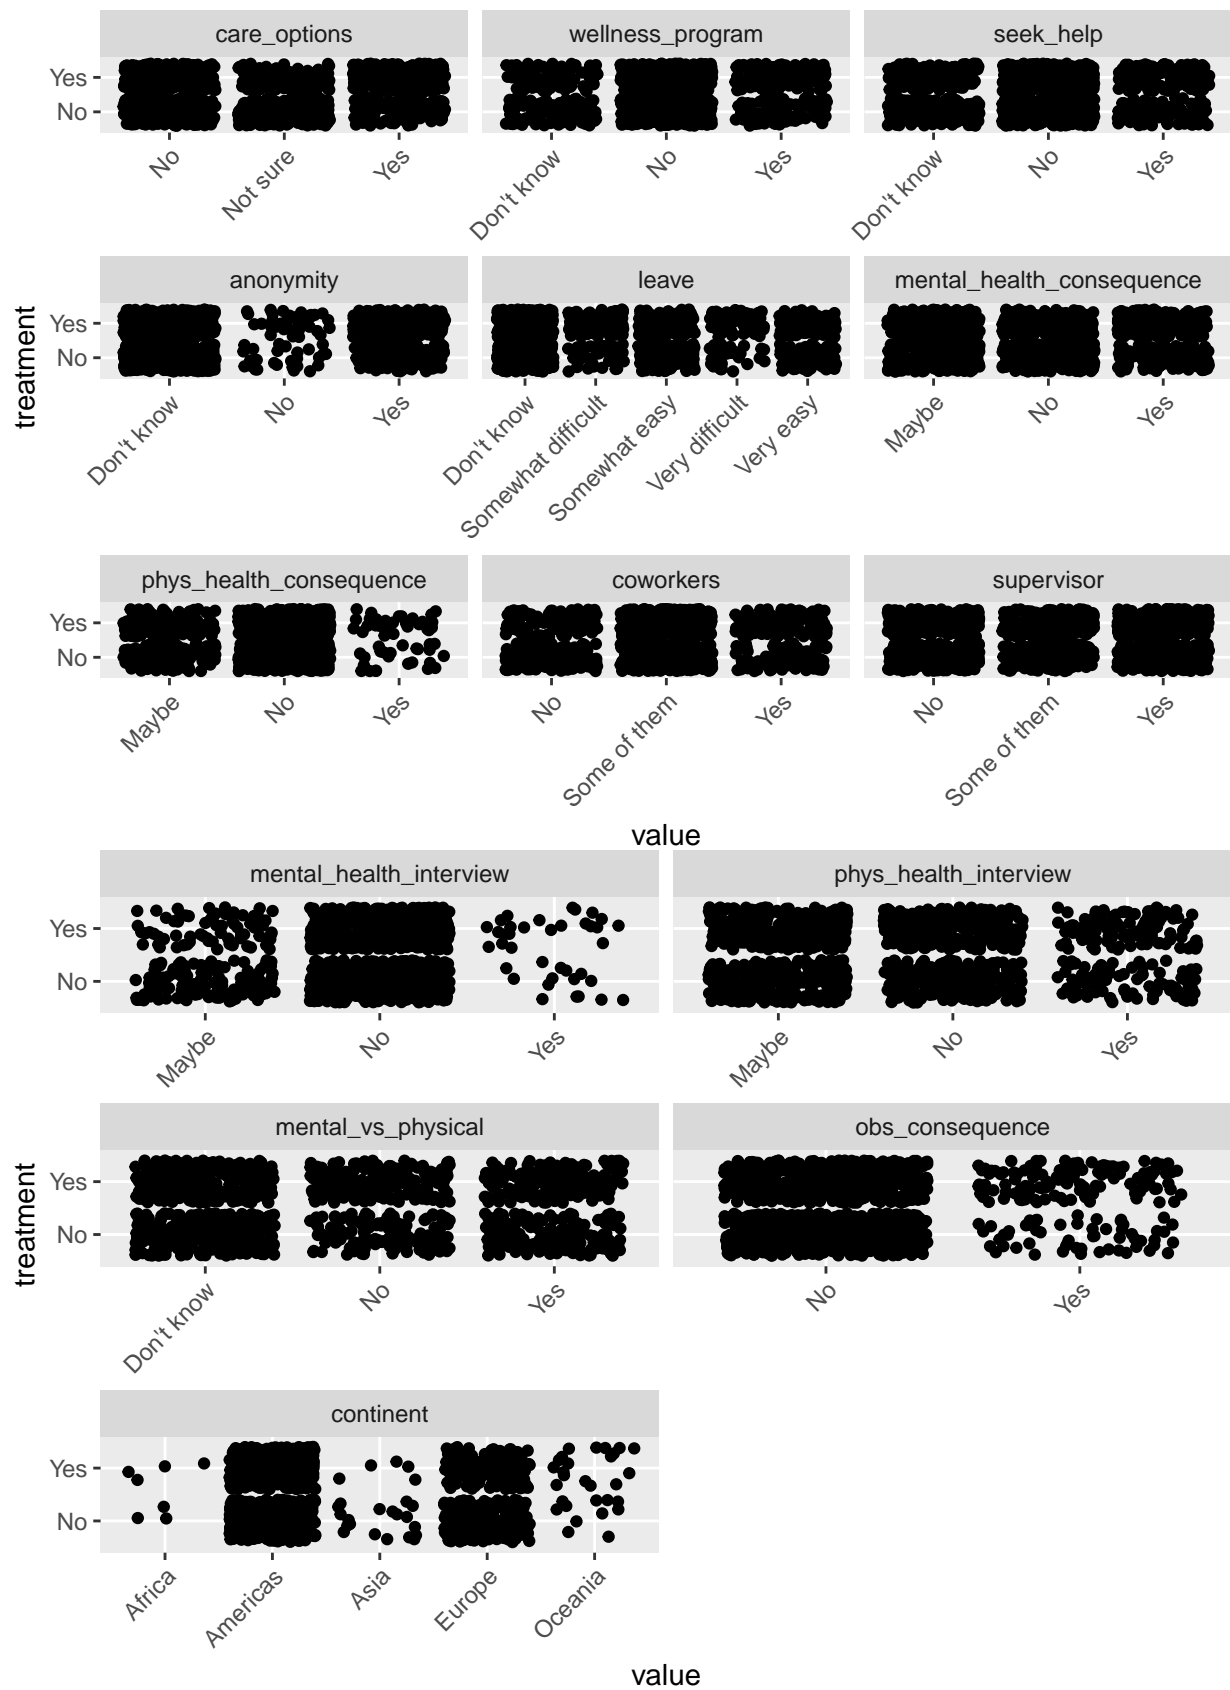 care_options wellness_program seek_help
Yes
No
No Not sure Yes Don't know No Yes Don't know No Yes
anonymity leave mental_health_consequence
Yes
No
Don't know No Yes Don't know Somewhat difficult Somewhat easy Very difficult Very easy Maybe No Yes
treatment
phys_health_consequence coworkers supervisor
Yes
No
Maybe No Yes No Some of them Yes No Some of them Yes
value
mental_health_interview phys_health_interview
Yes
No
Maybe No Yes Maybe No Yes
mental_vs_physical obs_consequence
Yes
No
Don't know No Yes No Yes
treatment
continent
Yes
No
Africa Americas Asia Europe Oceania
value